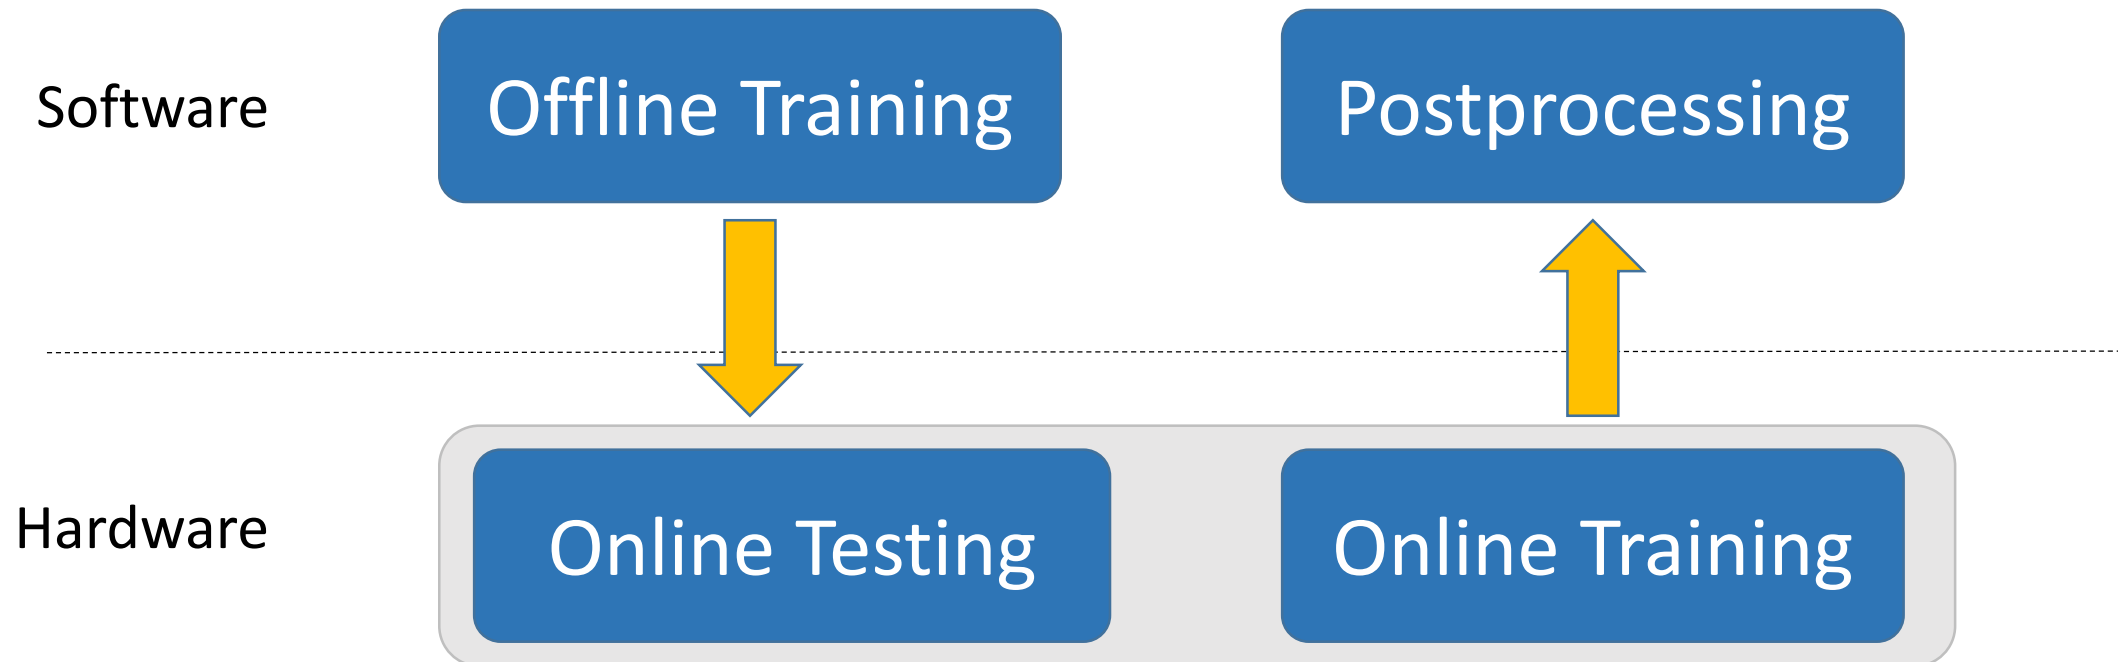 Software
Offline Training
Postprocessing
Hardware
Online Testing
Online Training